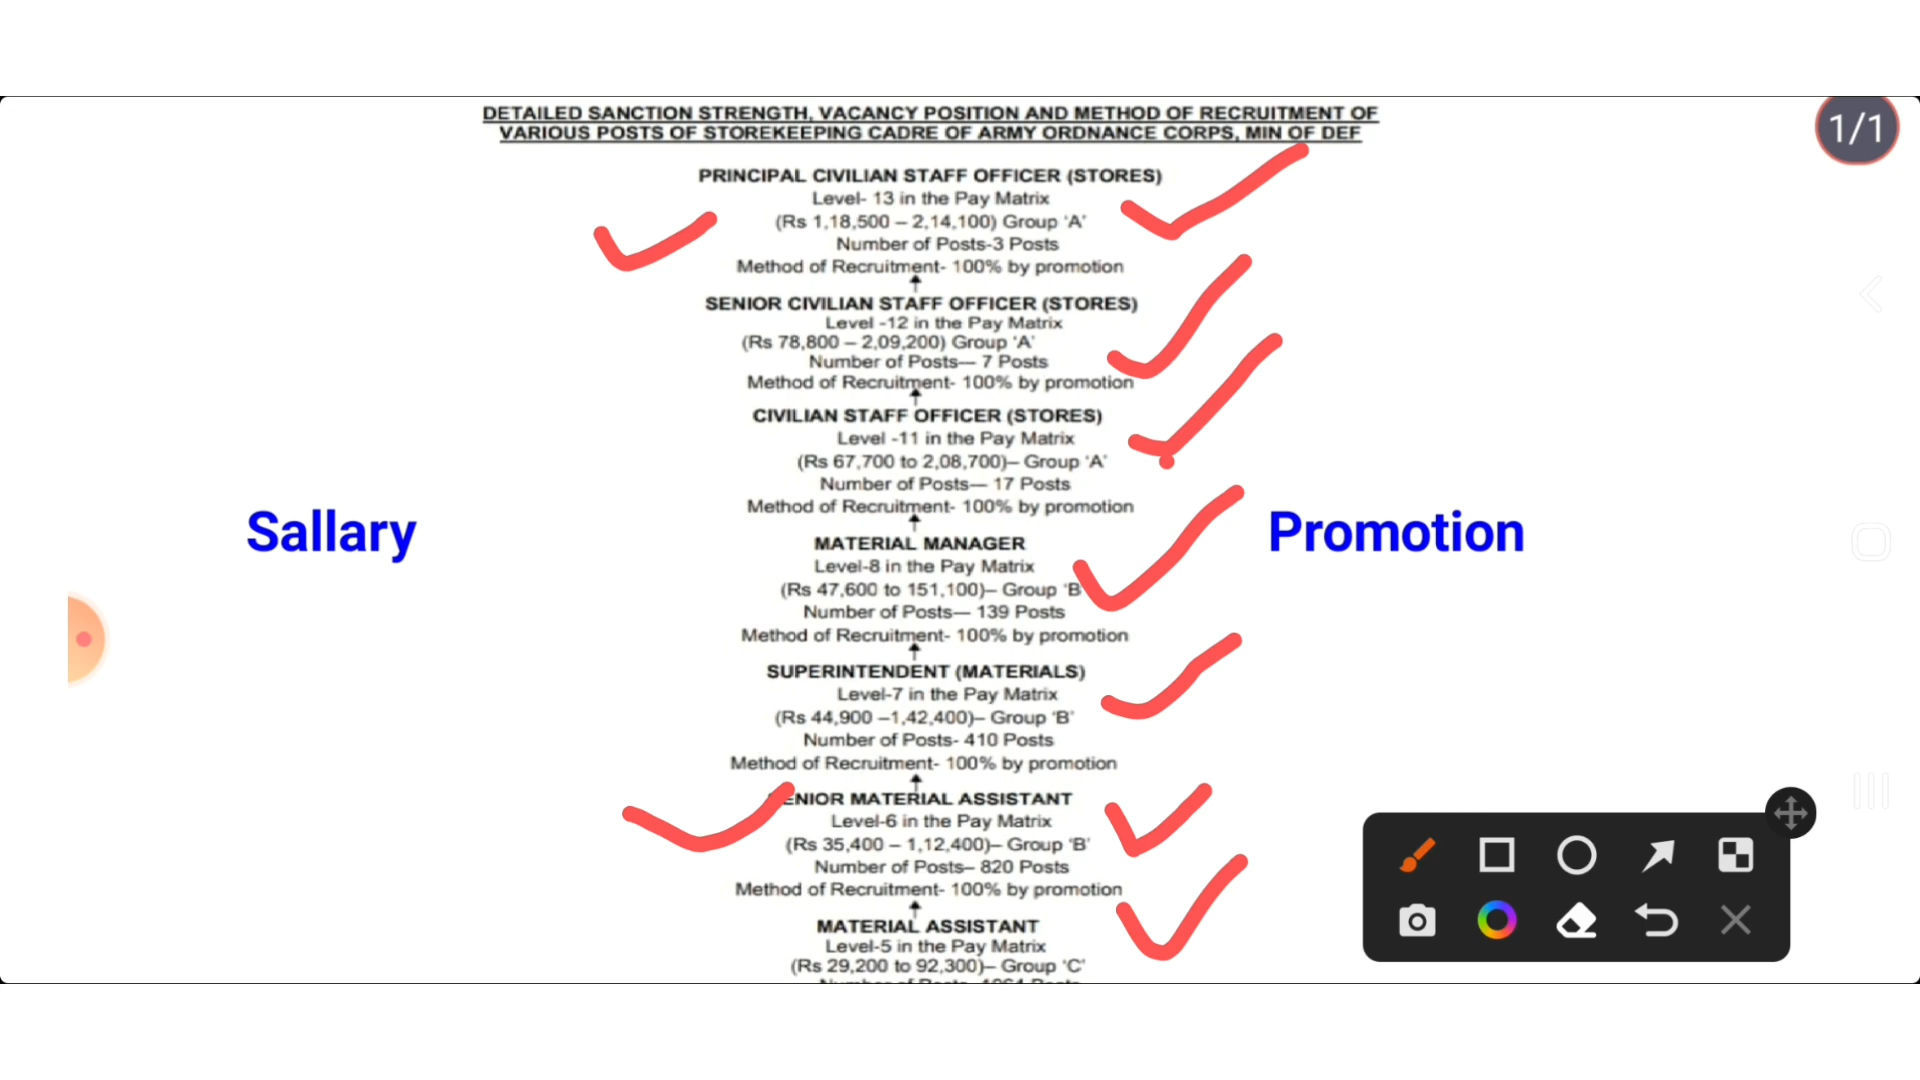 DETAILED SANCTION STRENGTH, VACANCY POSITION AND METHOD OF RECRUITMENT OF
VARIOUS POSTS OF STOREKEEPING CADRE OF ARMY ORDNANCE CORPS, MIN OF DEF
1/1
PRINCIPAL CIVILIAN STAFF OFFICER (STORES)
Level- 13 in the Pay Matrix
(Rs 1,18,500 – 2,14,100) Group 'A'
Number of Posts-3 Posts
Method of Recruitment- 100% by promotion
SENIOR CIVILIAN STAFF OFFICER (STORES)
Level -12 in the Pay Matrix
(Rs 78,800 – 2,09,200) Group 'A'
Number of Posts— 7 Posts
Method of Recruitment- 100% by promotion
CIVILIAN STAFF OFFICER (STORES)
Level -11 in the Pay Matrix
(Rs 67,700 to 2,08,700)– Group 'A'
Number of Posts— 17 Posts
Method of Recruitment- 100% by promotion
Sallary
Promotion
MATERIAL MANAGER
Level-8 in the Pay Matrix
(Rs 47,600 to 151,100)– Group 'B'
Number of Posts— 139 Posts
Method of Recruitment- 100% by promotion
SUPERINTENDENT (MATERIALS)
Level-7 in the Pay Matrix
(Rs 44,900 –1,42,400)– Group 'B'
Number of Posts- 410 Posts
Method of Recruitment- 100% by promotion
SENIOR MATERIAL ASSISTANT
Level-6 in the Pay Matrix
(Rs 35,400 – 1,12,400)– Group 'B'
Number of Posts– 820 Posts
Method of Recruitment- 100% by promotion
MATERIAL ASSISTANT
Level-5 in the Pay Matrix
(Rs 29,200 to 92,300)– Group 'C'